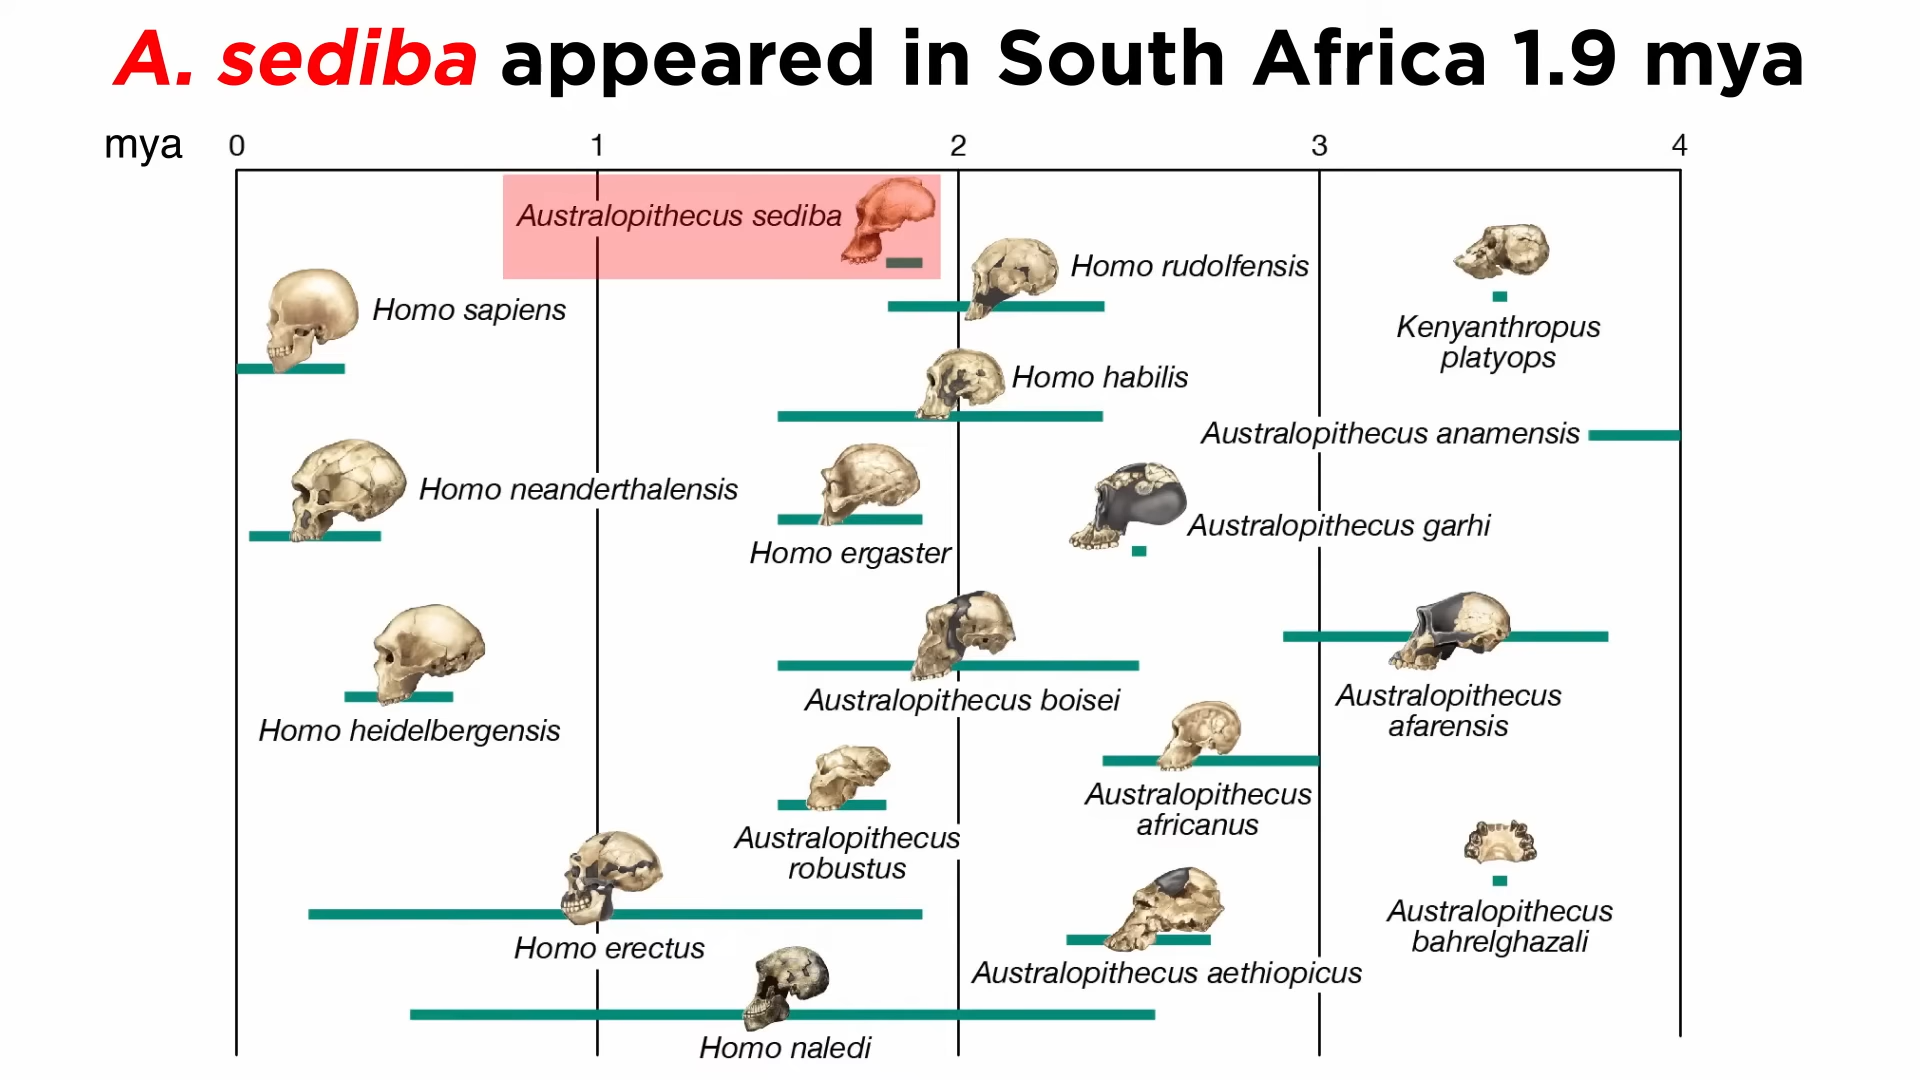 A. sediba appeared in South Africa 1.9 mya
mya 0 1 2 3 4
Australopithecus sediba
Homo rudolfensis
Homo sapiens
Kenyanthropus
platyops
Homo habilis
Australopithecus anamensis
Homo neanderthalensis
Australopithecus garhi
Homo ergaster
Australopithecus boisei
Australopithecus
afarensis
Homo heidelbergensis
Australopithecus
africanus
Australopithecus
robustus
Australopithecus
bahrelghazali
Homo erectus
Australopithecus aethiopicus
Homo naledi